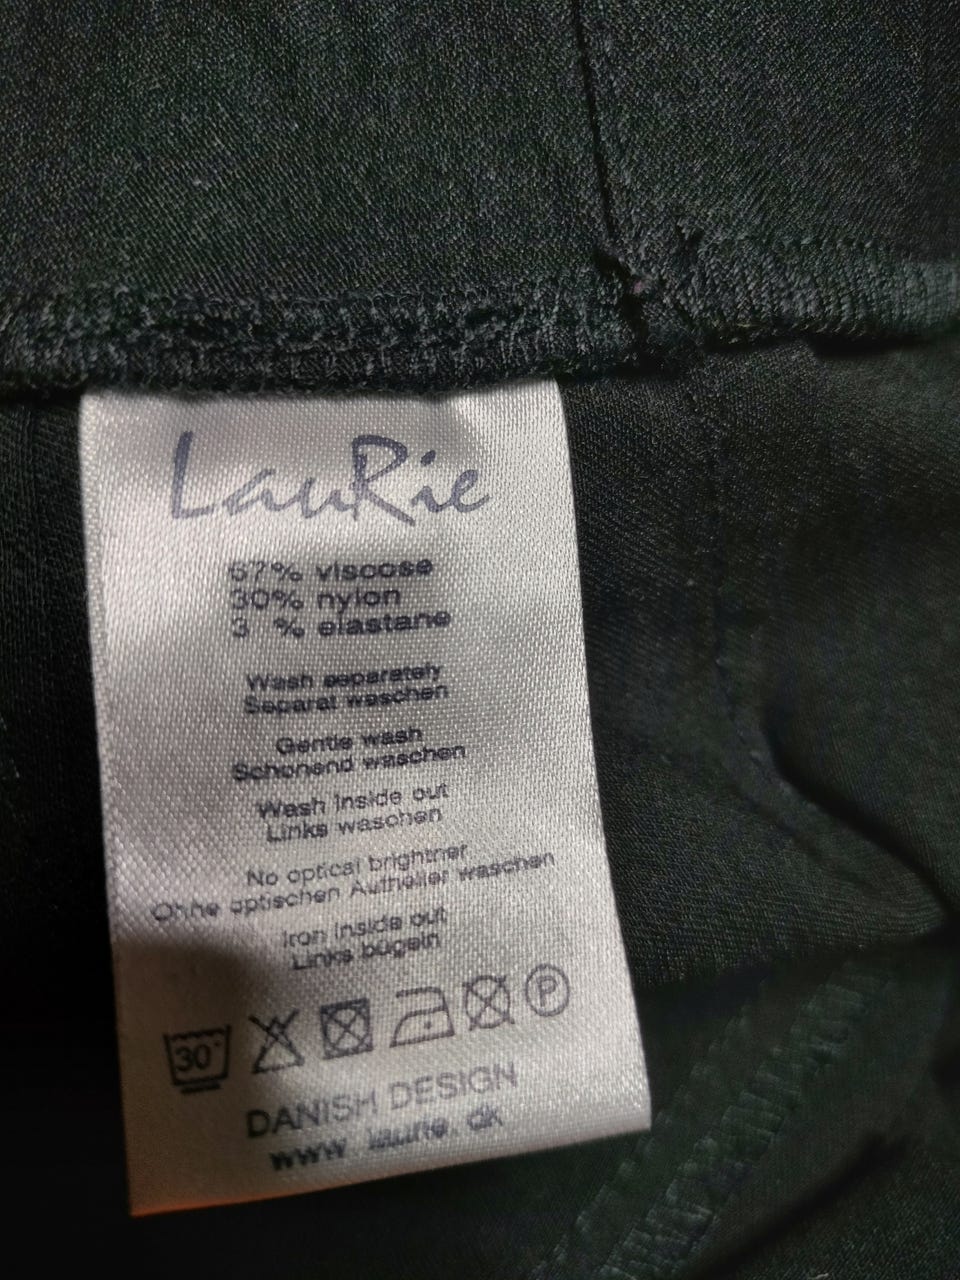 LauRie
67% viscose
30% nylon
3 % elastane
Wash separately
Separat waschen
Gentle wash
Schonend waschen
Wash inside out
Links waschen
No optical brightner
Ohne optischen Aufheller waschen
Iron inside out
Links bügeln
30°
P
DANISH DESIGN
www.laurie.dk